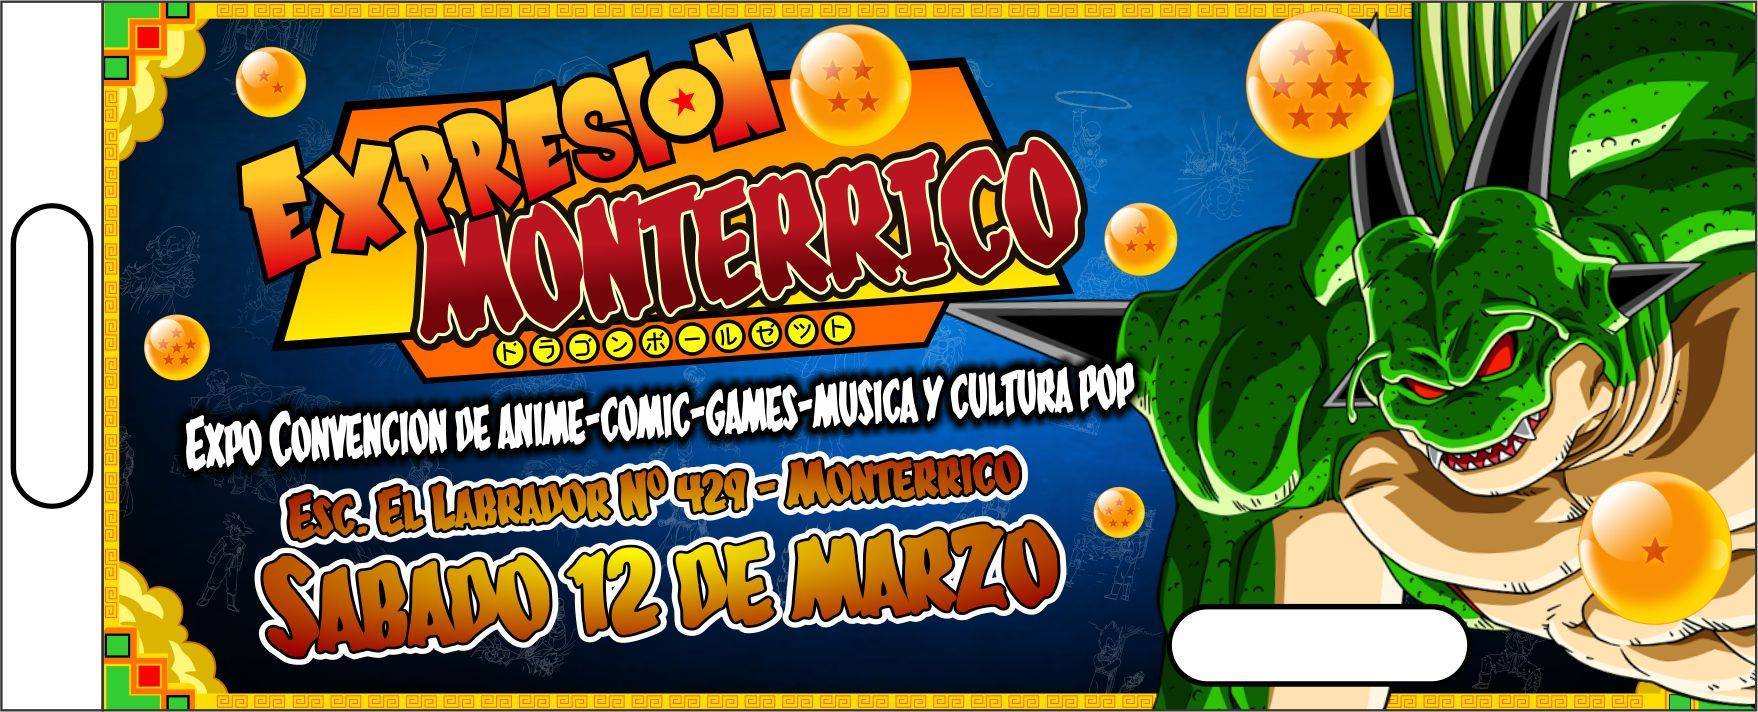 EXPRESION
MONTERRICO
ドラゴンボールゼット
EXPO CONVENCION DE ANIME-COMIC-GAMES-MUSICA Y CULTURA POP
ESC. EL LABRADOR Nº 429 - MONTERRICO
SABADO 12 DE MARZO